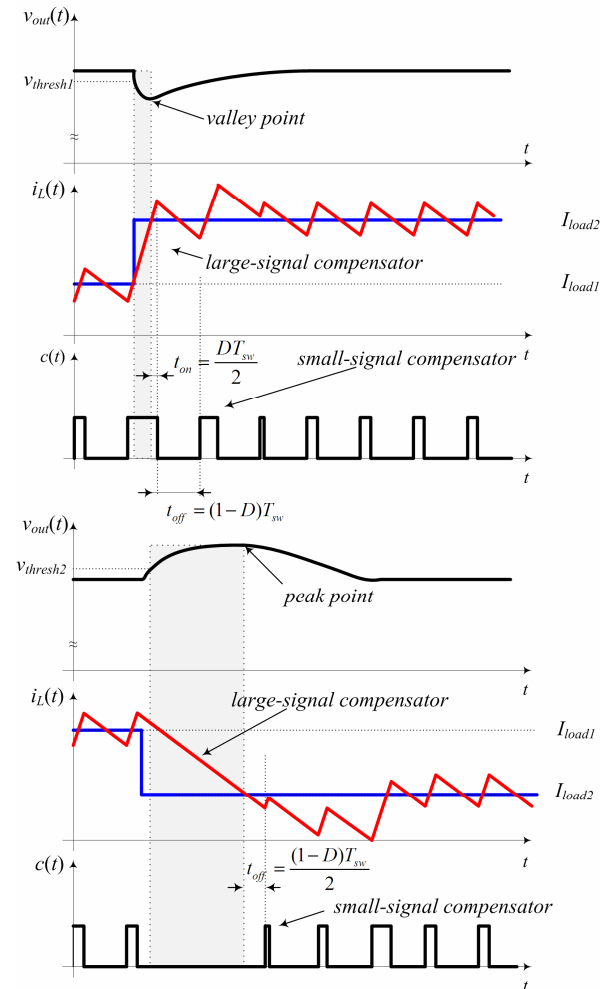 v_out(t)
v_thresh1
valley point
≈
t
i_L(t)
I_load2
large-signal compensator
I_load1
t
c(t)
small-signal compensator
t_on = DT_sw / 2
t
t_off = (1 − D)T_sw
v_out(t)
v_thresh2
peak point
≈
t
i_L(t)
large-signal compensator
I_load1
I_load2
t
c(t)
t_off = (1 − D)T_sw / 2
small-signal compensator
t